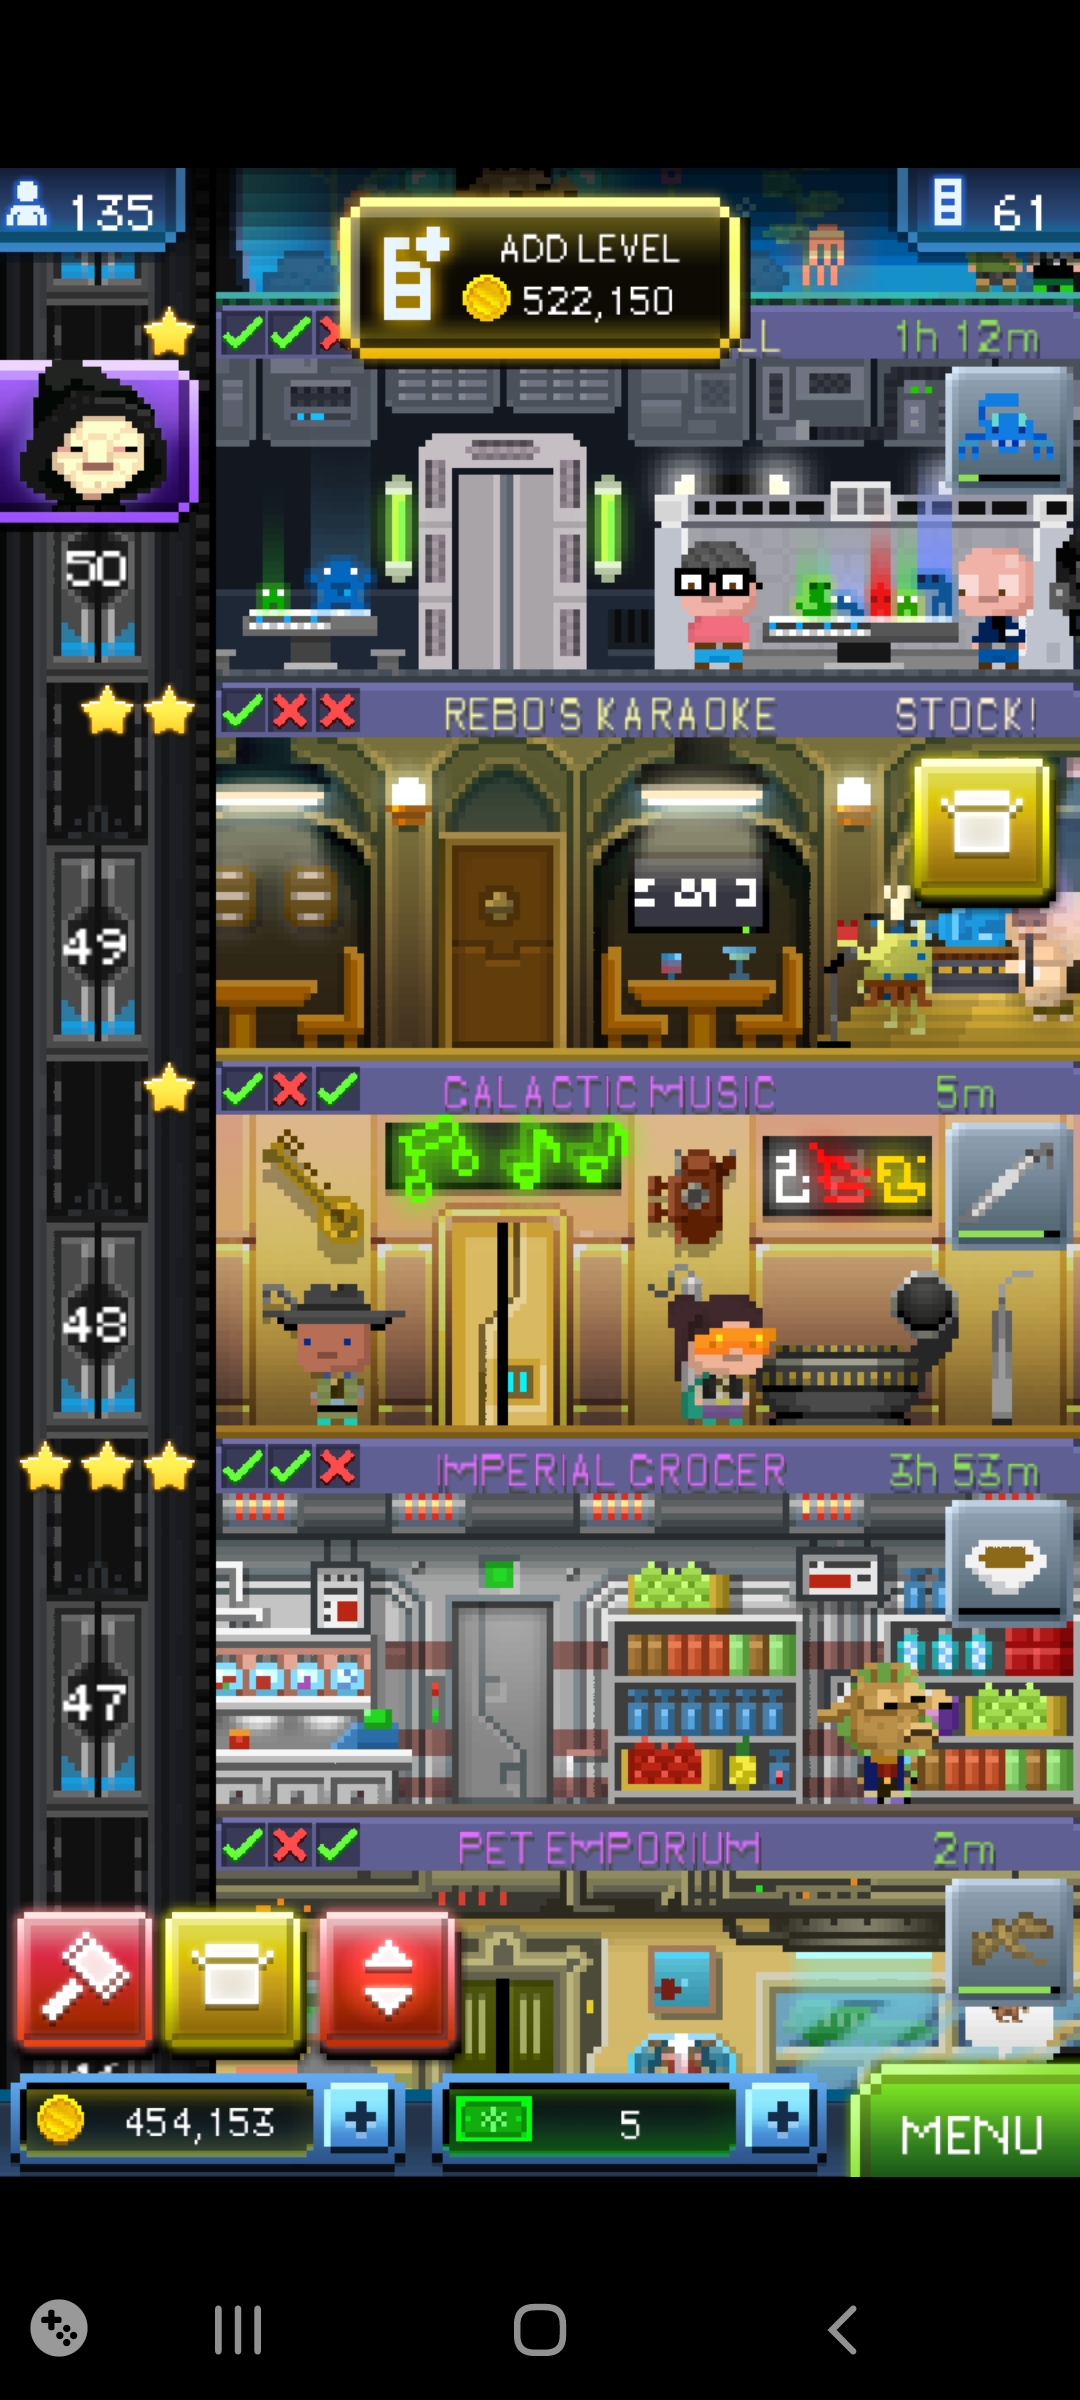 135
ADD LEVEL
522,150
61
LL
1h 12m
50
REBO'S KARAOKE
STOCK!
49
GALACTIC MUSIC
5m
48
IMPERIAL GROCER
3h 53m
47
PET EMPORIUM
2m
454,153
5
MENU